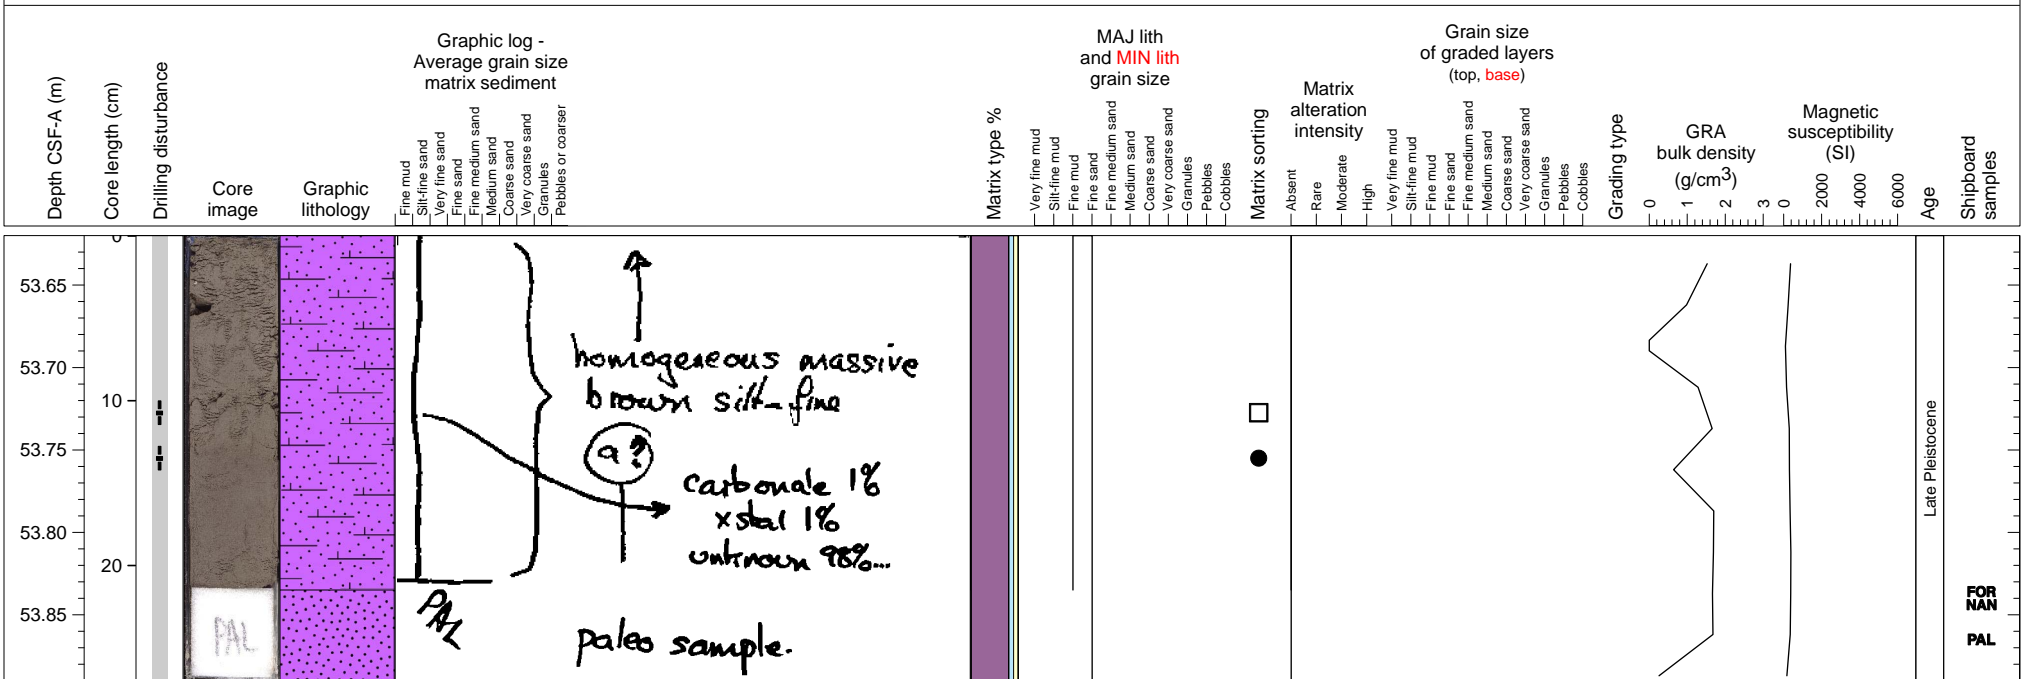 Depth CSF-A (m)
Core length (cm)
Drilling disturbance
Core
image
Graphic
lithology
Graphic log -
Average grain size
matrix sediment
Fine mud
Silt-fine sand
Very fine sand
Fine sand
Fine medium sand
Medium sand
Coarse sand
Very coarse sand
Granules
Pebbles or coarser
Matrix type %
MAJ lith
and MIN lith
grain size
Very fine mud
Silt-fine mud
Fine mud
Fine sand
Fine medium sand
Medium sand
Coarse sand
Very coarse sand
Granules
Pebbles
Cobbles
Matrix sorting
Matrix
alteration
intensity
Absent
Rare
Moderate
High
Grain size
of graded layers
(top, base)
Very fine mud
Silt-fine mud
Fine mud
Fine sand
Fine medium sand
Medium sand
Coarse sand
Very coarse sand
Granules
Pebbles
Cobbles
Grading type
GRA
bulk density
(g/cm3)
0 1 2 3
Magnetic
susceptibility
(SI)
0 2000 4000 6000
Age
Shipboard
samples
0
53.65
53.70
10
53.75
53.80
20
53.85
PAL
homogeneous massive
brown silt-fine
a?
carbonate 1%
xstal 1%
unknown 98%...
PAL
paleo sample.
Late Pleistocene
FOR
NAN
PAL